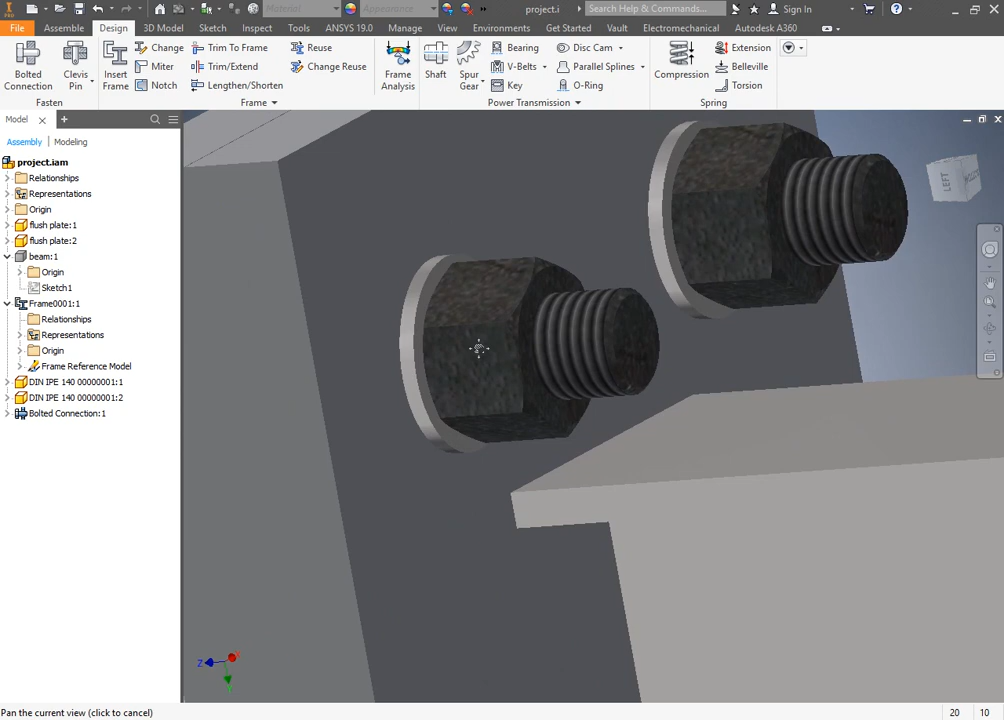 PRO
Material
Appearance
project.i
Search Help & Commands...
Sign In
File
Assemble
Design
3D Model
Sketch
Inspect
Tools
ANSYS 19.0
Manage
View
Environments
Get Started
Vault
Electromechanical
Autodesk A360
Bolted
Connection
Clevis
Pin
Insert
Frame
Change
Miter
Notch
Trim To Frame
Trim/Extend
Lengthen/Shorten
Reuse
Change Reuse
Frame
Analysis
Shaft
Spur
Gear
Bearing
V-Belts
Key
Disc Cam
Parallel Splines
O-Ring
Compression
Extension
Belleville
Torsion
Fasten
Frame
Power Transmission
Spring
Model
Assembly
Modeling
project.iam
Relationships
Representations
Origin
flush plate:1
flush plate:2
beam:1
Origin
Sketch1
Frame0001:1
Relationships
Representations
Origin
Frame Reference Model
DIN IPE 140 00000001:1
DIN IPE 140 00000001:2
Bolted Connection:1
LEFT
Z
Pan the current view (click to cancel)
20
10